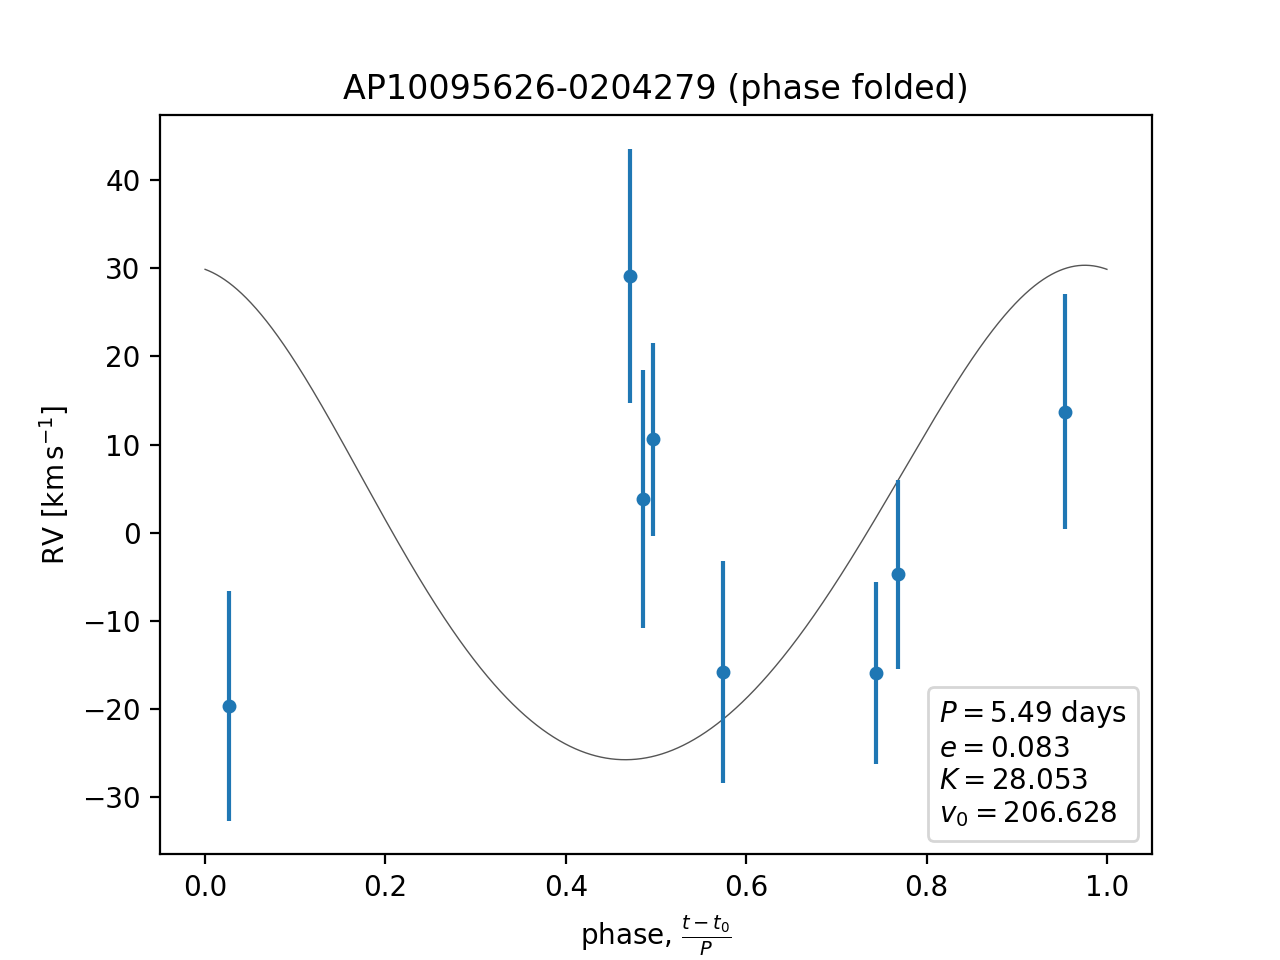 AP10095626-0204279 (phase folded)
RV [km s⁻¹]
40
30
20
10
0
−10
−20
−30
0.0 0.2 0.4 0.6 0.8 1.0
phase, (t − t₀)/P
P = 5.49 days
e = 0.083
K = 28.053
v₀ = 206.628